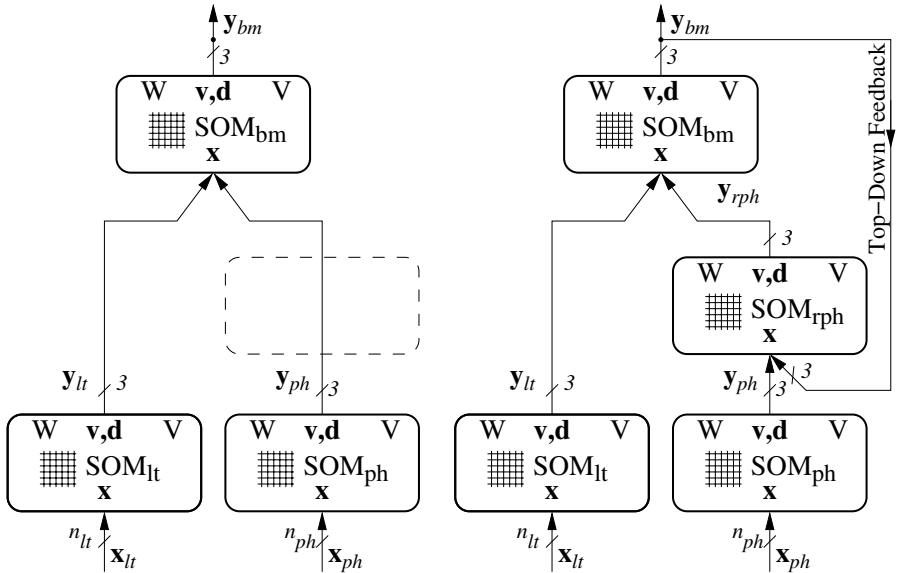 y_bm
3
W v,d V
SOM_bm
x
y_lt
3
y_ph
3
W v,d V
SOM_lt
x
n_lt
x_lt
W v,d V
SOM_ph
x
n_ph
x_ph
y_bm
3
W v,d V
SOM_bm
x
Top–Down Feedback
y_rph
3
W v,d V
SOM_rph
x
y_lt
3
y_ph
3
3
W v,d V
SOM_lt
x
n_lt
x_lt
W v,d V
SOM_ph
x
n_ph
x_ph